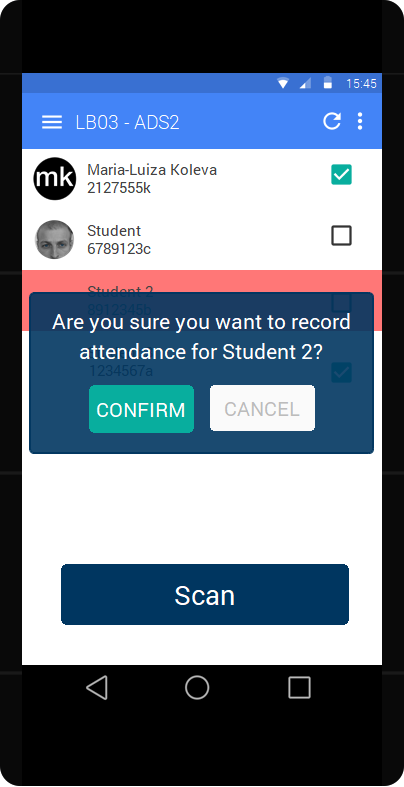 15:45
LB03 - ADS2
mk
Maria-Luiza Koleva
2127555k
Student
6789123c
Student 2
8912345b
Are you sure you want to record
attendance for Student 2?
1234567a
CONFIRM
CANCEL
Scan